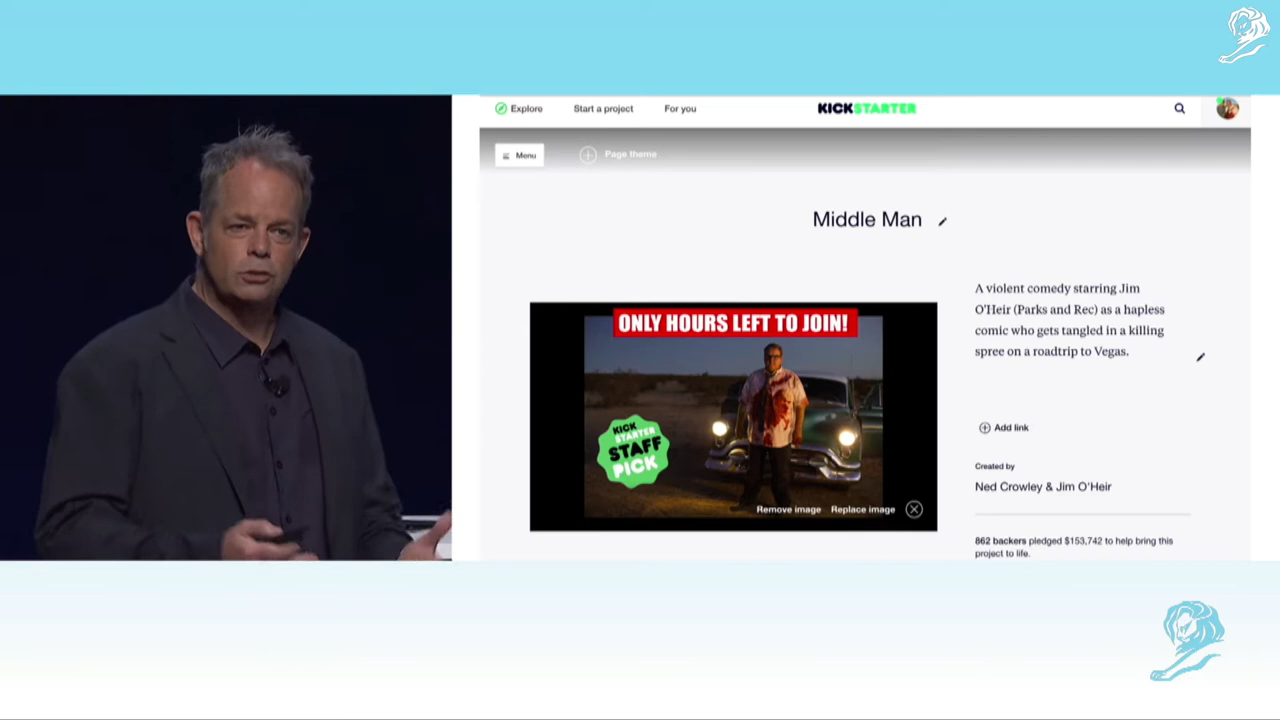 Explore Start a project For you KICKSTARTER
Menu Page theme
Middle Man
A violent comedy starring Jim
O'Heir (Parks and Rec) as a hapless
comic who gets tangled in a killing
spree on a roadtrip to Vegas.
ONLY HOURS LEFT TO JOIN!
KICK
STARTER
STAFF
PICK
Remove image Replace image
Add link
Created by
Ned Crowley & Jim O'Heir
862 backers pledged $153,742 to help bring this
project to life.